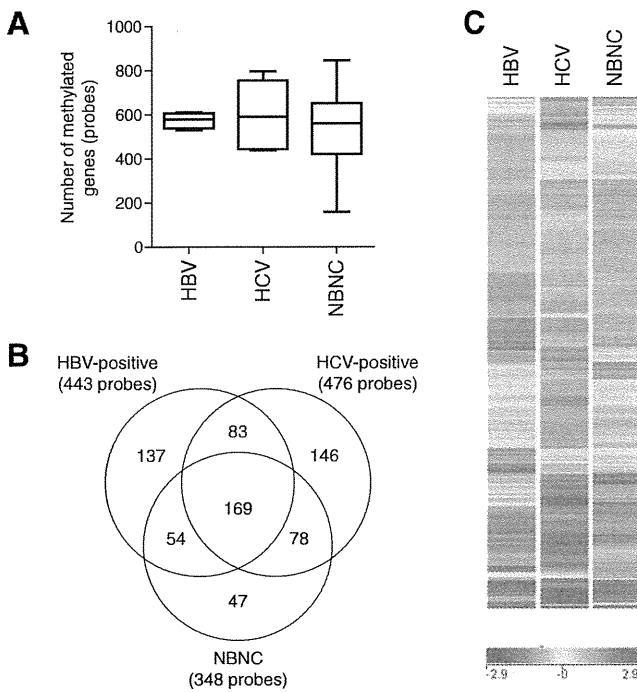 A
Number of methylated
genes (probes)
1000
800
600
400
200
0
HBV
HCV
NBNC
B
HBV-positive
(443 probes)
HCV-positive
(476 probes)
137
83
146
169
54
78
47
NBNC
(348 probes)
C
HBV
HCV
NBNC
-2.9
-0
2.9